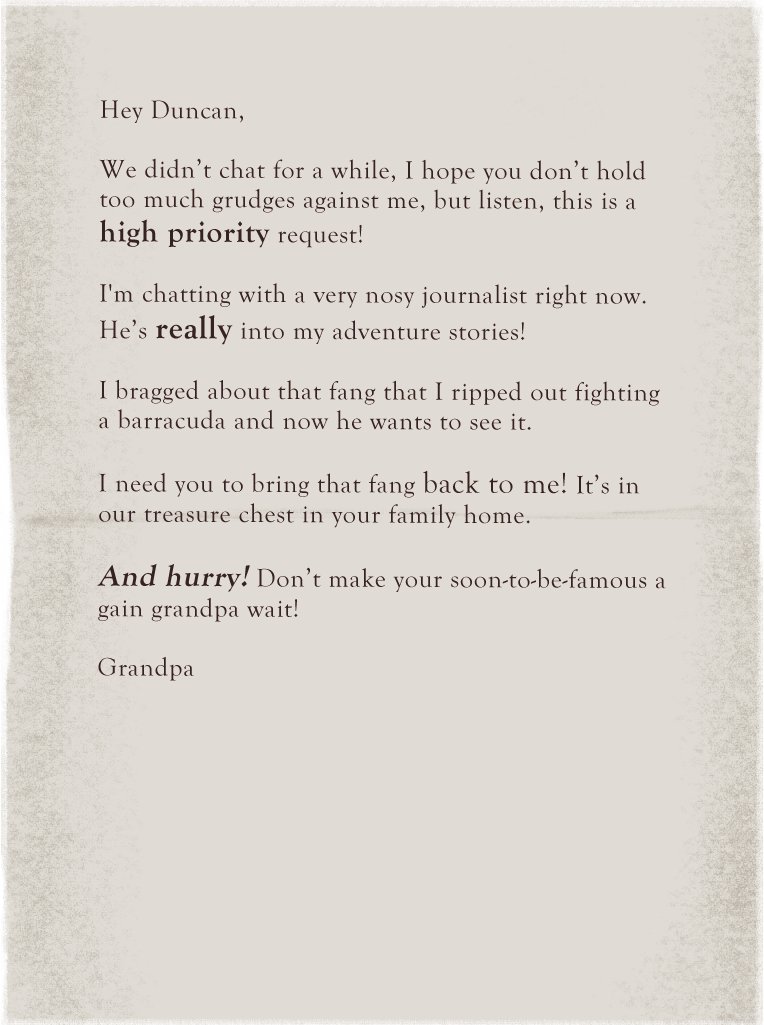 Hey Duncan,
We didn’t chat for a while, I hope you don’t hold
too much grudges against me, but listen, this is a
high priority request!
I'm chatting with a very nosy journalist right now.
He’s really into my adventure stories!
I bragged about that fang that I ripped out fighting
a barracuda and now he wants to see it.
I need you to bring that fang back to me! It’s in
our treasure chest in your family home.
And hurry! Don’t make your soon-to-be-famous a
gain grandpa wait!
Grandpa